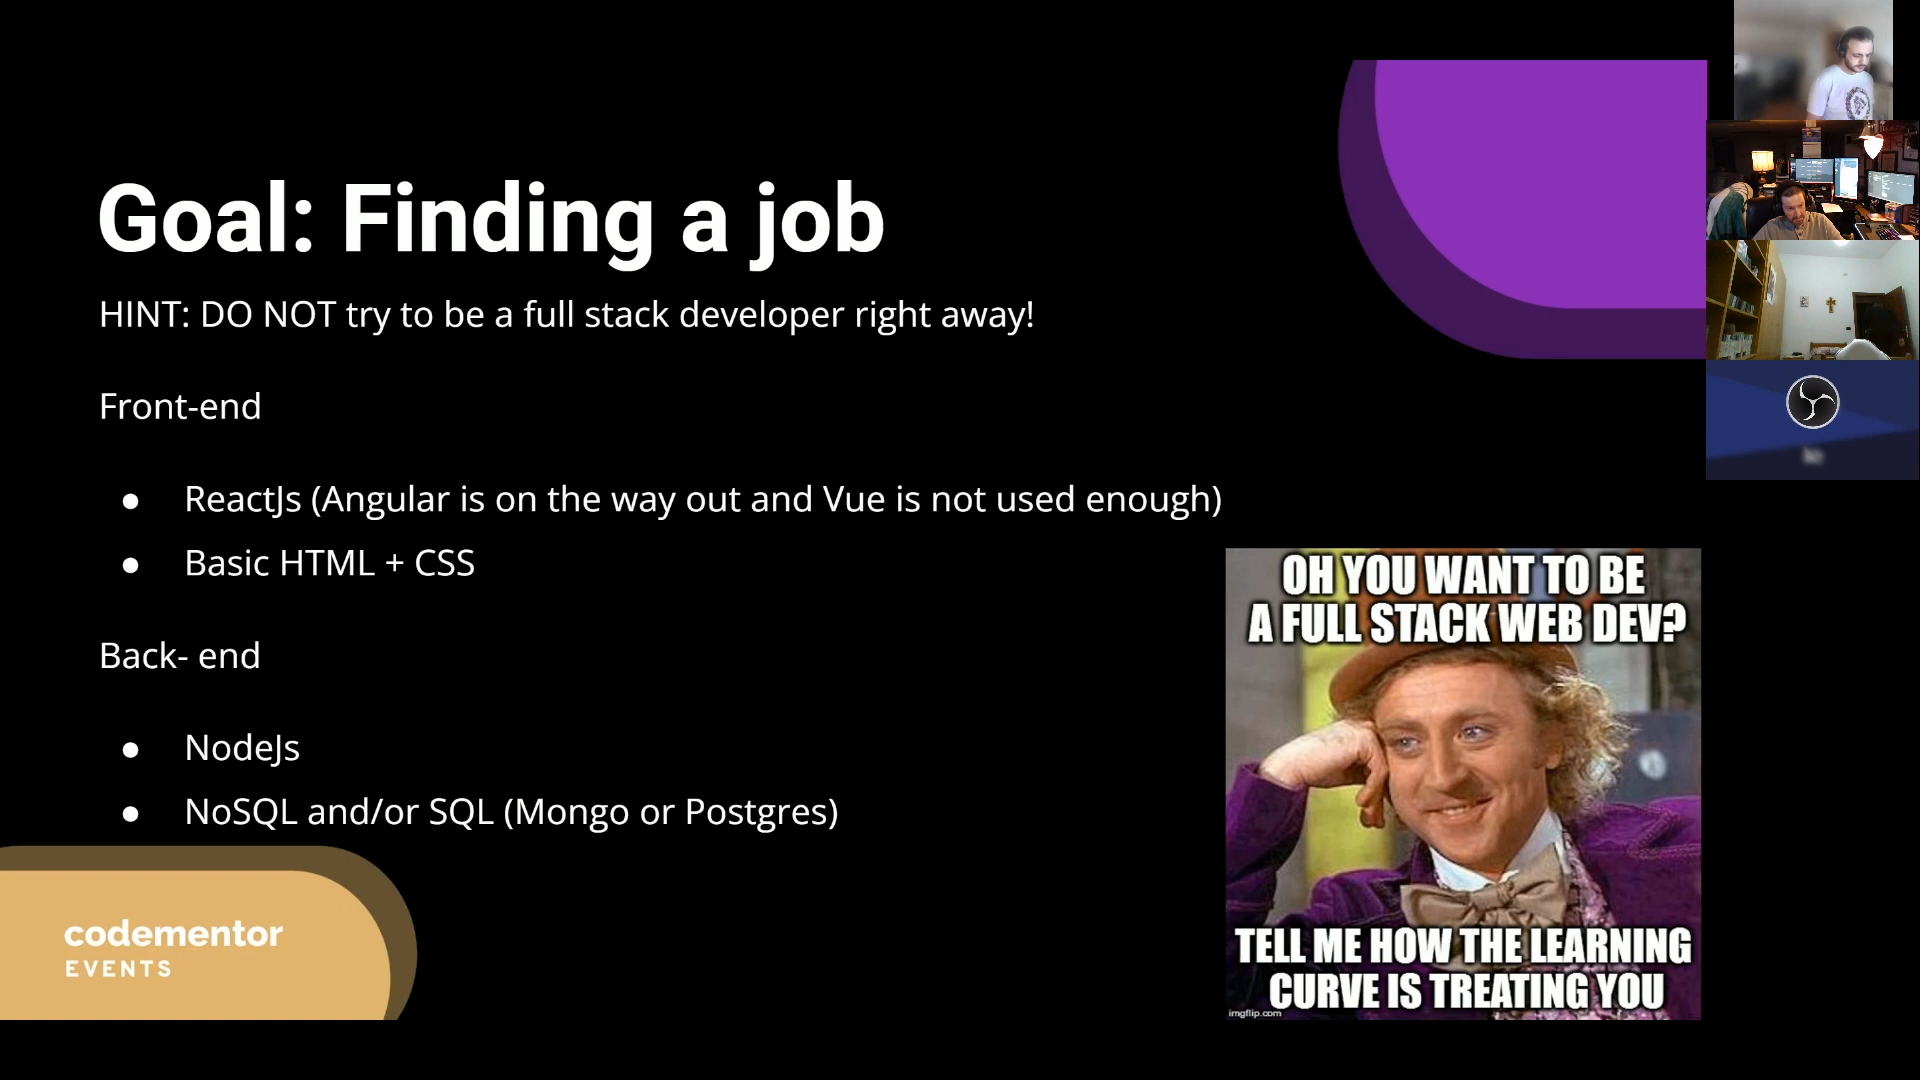 Goal: Finding a job
HINT: DO NOT try to be a full stack developer right away!
Front-end
● ReactJs (Angular is on the way out and Vue is not used enough)
● Basic HTML + CSS
Back- end
● NodeJs
● NoSQL and/or SQL (Mongo or Postgres)
OH YOU WANT TO BE
A FULL STACK WEB DEV?
TELL ME HOW THE LEARNING
CURVE IS TREATING YOU
imgflip.com
codementor
EVENTS